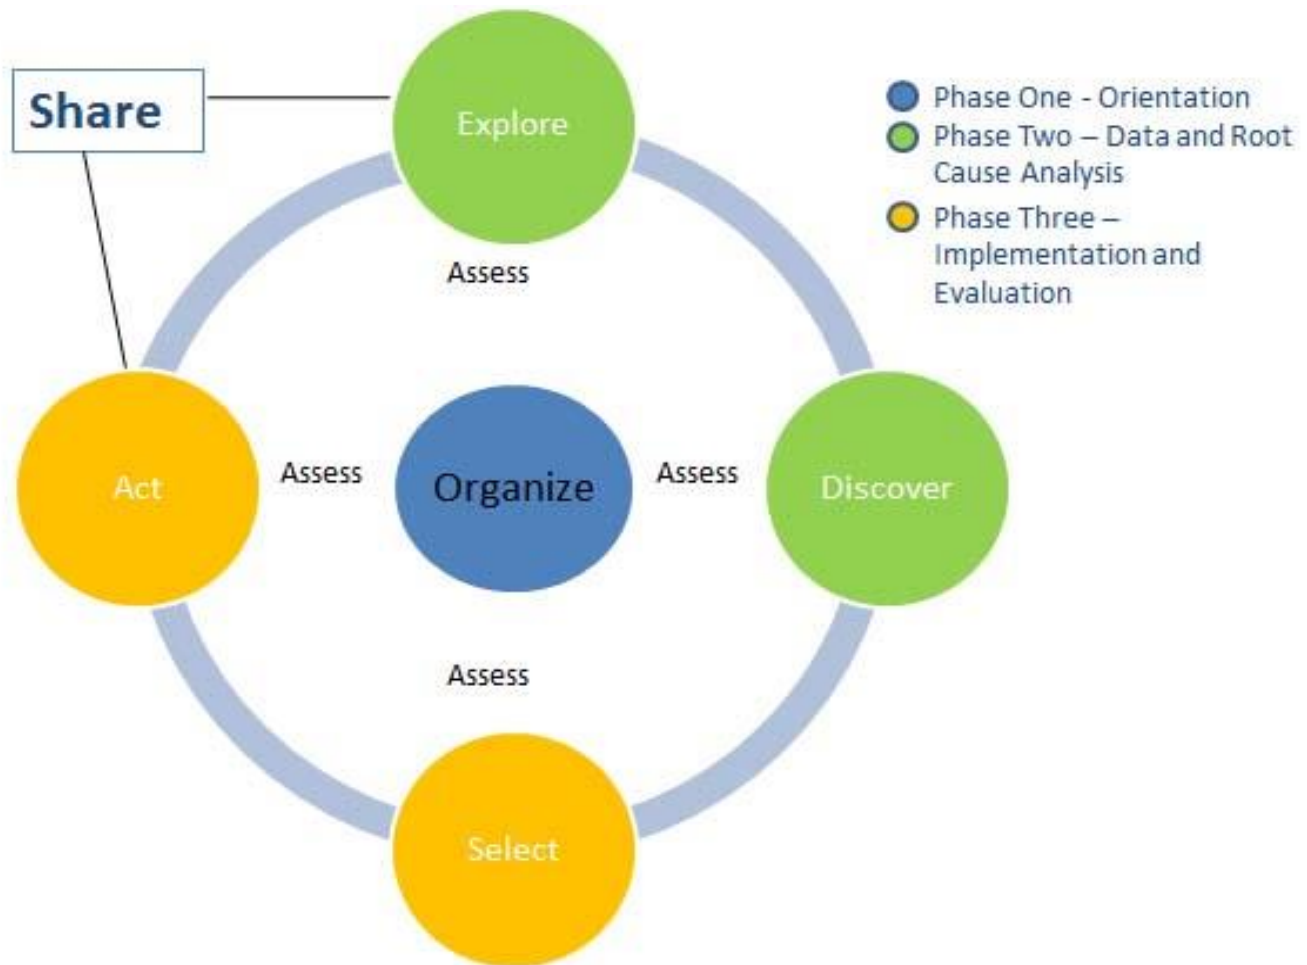 Share
Explore
Phase One - Orientation
Phase Two – Data and Root
Cause Analysis
Phase Three –
Implementation and
Evaluation
Assess
Act
Assess
Organize
Assess
Discover
Assess
Select